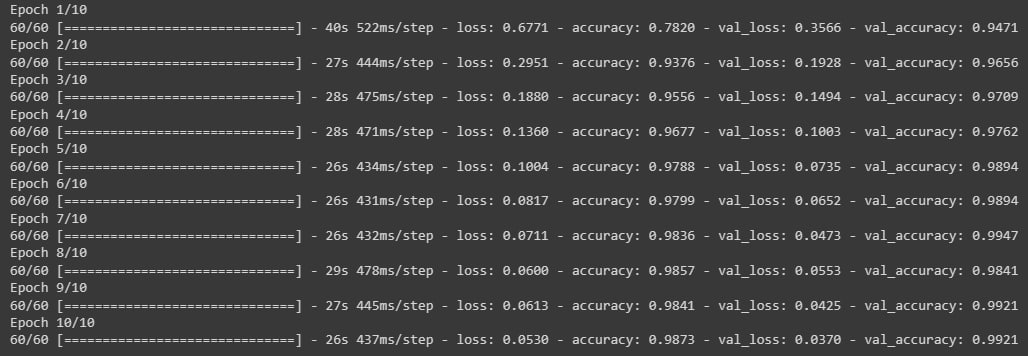 Epoch 1/10
60/60 [==============================] - 40s 522ms/step - loss: 0.6771 - accuracy: 0.7820 - val_loss: 0.3566 - val_accuracy: 0.9471
Epoch 2/10
60/60 [==============================] - 27s 444ms/step - loss: 0.2951 - accuracy: 0.9376 - val_loss: 0.1928 - val_accuracy: 0.9656
Epoch 3/10
60/60 [==============================] - 28s 475ms/step - loss: 0.1880 - accuracy: 0.9556 - val_loss: 0.1494 - val_accuracy: 0.9709
Epoch 4/10
60/60 [==============================] - 28s 471ms/step - loss: 0.1360 - accuracy: 0.9677 - val_loss: 0.1003 - val_accuracy: 0.9762
Epoch 5/10
60/60 [==============================] - 26s 434ms/step - loss: 0.1004 - accuracy: 0.9788 - val_loss: 0.0735 - val_accuracy: 0.9894
Epoch 6/10
60/60 [==============================] - 26s 431ms/step - loss: 0.0817 - accuracy: 0.9799 - val_loss: 0.0652 - val_accuracy: 0.9894
Epoch 7/10
60/60 [==============================] - 26s 432ms/step - loss: 0.0711 - accuracy: 0.9836 - val_loss: 0.0473 - val_accuracy: 0.9947
Epoch 8/10
60/60 [==============================] - 29s 478ms/step - loss: 0.0600 - accuracy: 0.9857 - val_loss: 0.0553 - val_accuracy: 0.9841
Epoch 9/10
60/60 [==============================] - 27s 445ms/step - loss: 0.0613 - accuracy: 0.9841 - val_loss: 0.0425 - val_accuracy: 0.9921
Epoch 10/10
60/60 [==============================] - 26s 437ms/step - loss: 0.0530 - accuracy: 0.9873 - val_loss: 0.0370 - val_accuracy: 0.9921